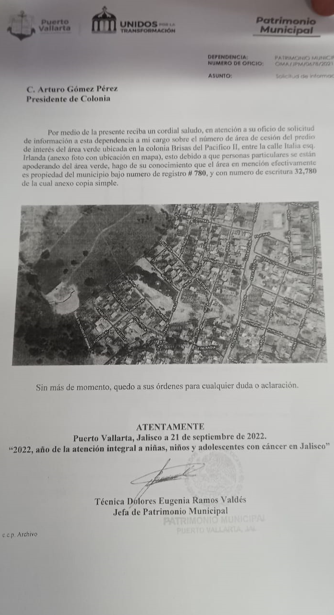 Puerto
Vallarta
UNIDOS POR LA
TRANSFORMACIÓN
Patrimonio
Municipal
DEPENDENCIA:
NUMERO DE OFICIO:
ASUNTO:
C. Arturo Gómez Pérez
Presidente de Colonia
Por medio de la presente reciba un cordial saludo, en atención a su oficio de solicitud
de información a esta dependencia a mi cargo sobre el número de área de cesión del predio
de interés del área verde ubicada en la colonia Brisas del Pacifico II, entre la calle Italia esq.
Irlanda (anexo foto con ubicación en mapa), esto debido a que personas particulares se están
apoderando del área verde, hago de su conocimiento que el área en mención efectivamente
es propiedad del municipio bajo numero de registro # 780, y con numero de escritura 32,780
de la cual anexo copia simple.
Sin más de momento, quedo a sus órdenes para cualquier duda o aclaración.
ATENTAMENTE
Puerto Vallarta, Jalisco a 21 de septiembre de 2022.
“2022, año de la atención integral a niñas, niños y adolescentes con cáncer en Jalisco”
Técnica Dolores Eugenia Ramos Valdés
Jefa de Patrimonio Municipal
PATRIMONIO MUNICIPAL
PUERTO VALLARTA, JAL
c.c.p. Archivo